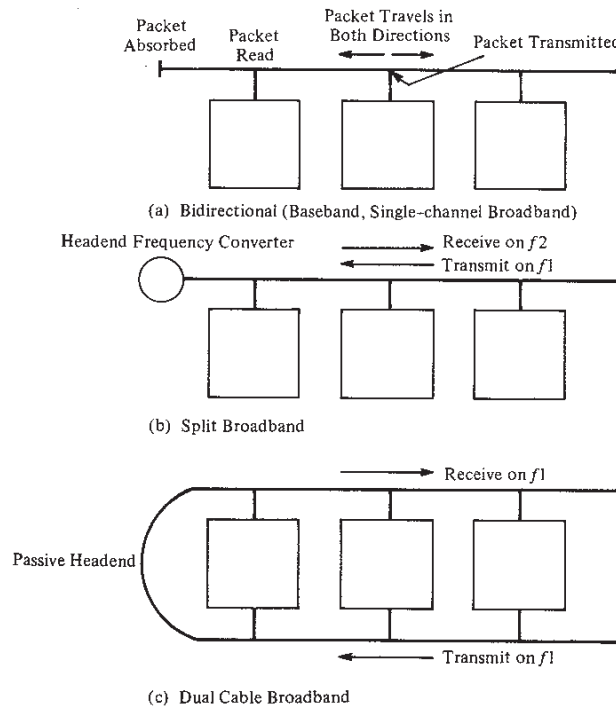 Packet Travels in
Both Directions
Packet
Absorbed
Packet
Read
Packet Transmitted
(a) Bidirectional (Baseband, Single-channel Broadband)
Headend Frequency Converter
Receive on f2
Transmit on f1
(b) Split Broadband
Receive on f1
Passive Headend
Transmit on f1
(c) Dual Cable Broadband